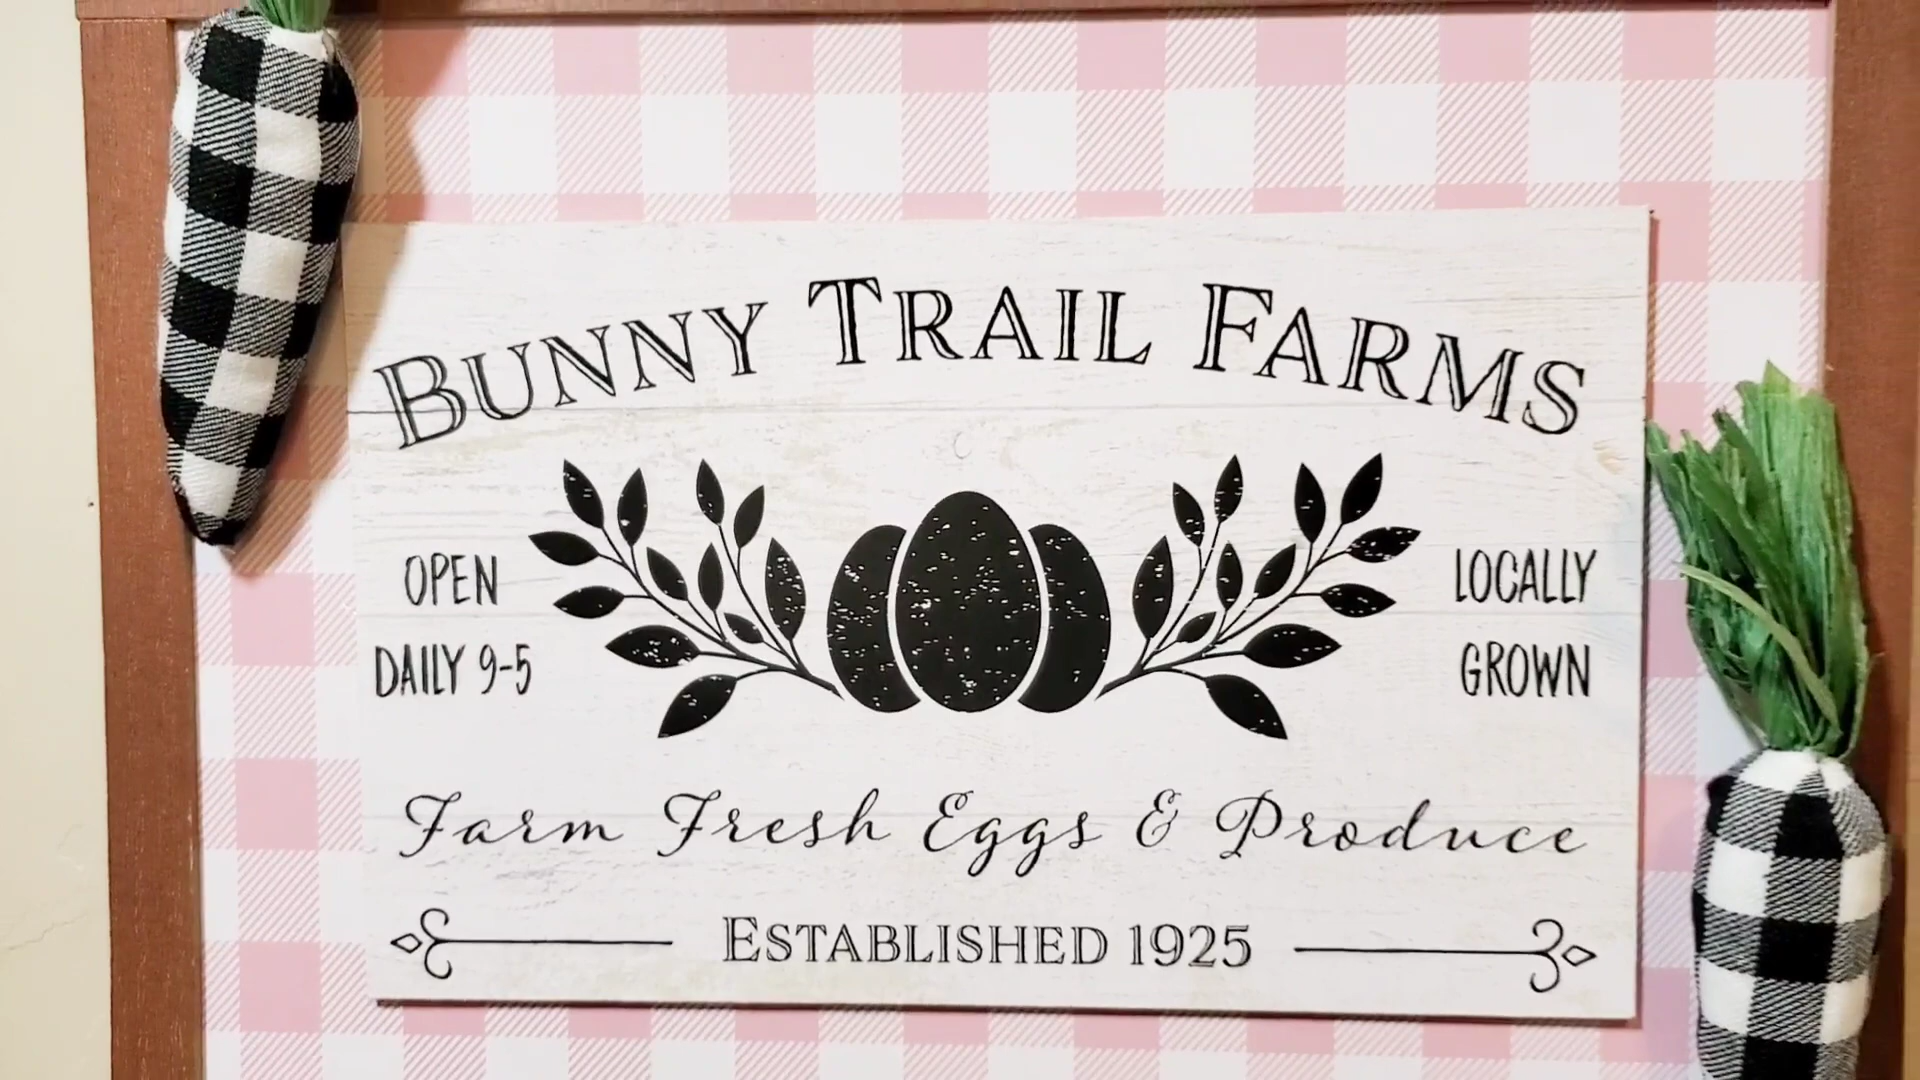 BUNNY TRAIL FARMS
OPEN
DAILY 9-5
LOCALLY
GROWN
Farm Fresh Eggs & Produce
ESTABLISHED 1925